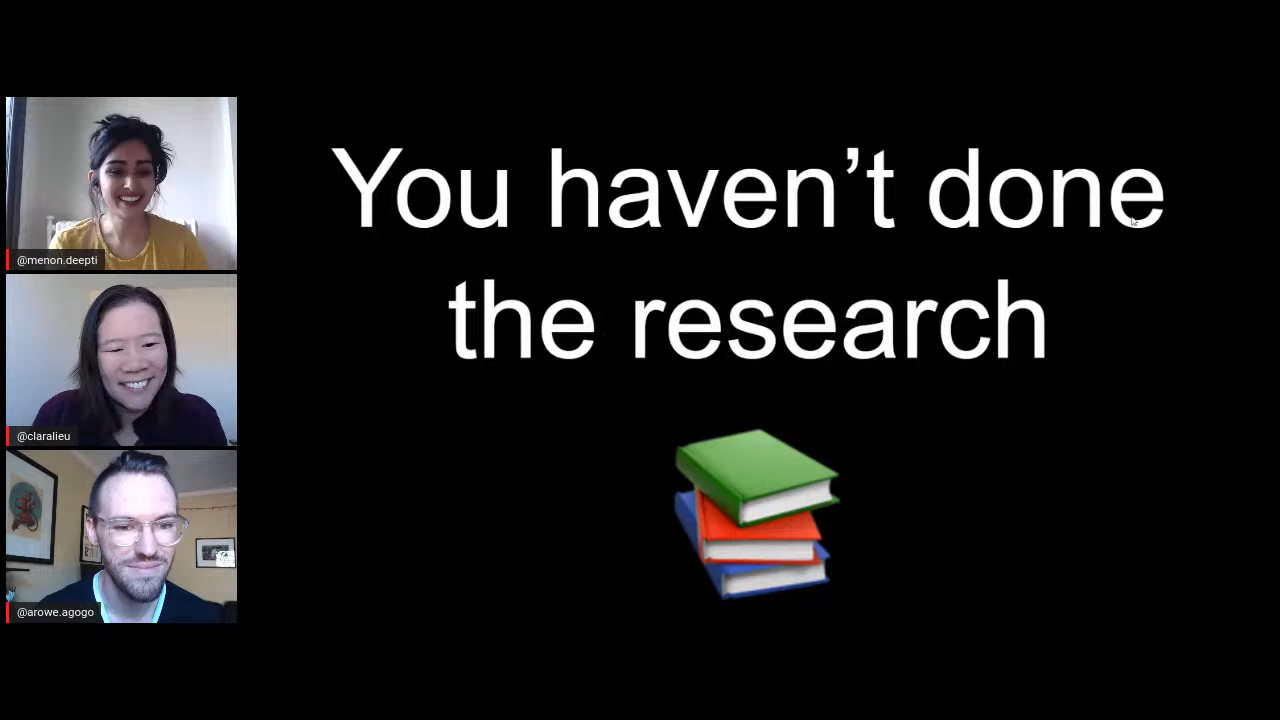 @menon.deepti
@claralieu
@arowe.agogo
You haven’t done
the research